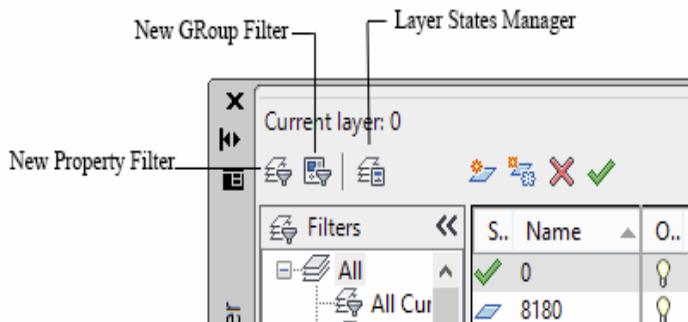 New GRoup Filter
Layer States Manager
Current layer: 0
New Property Filter
Filters
S.. Name O..
All
0
All Cur
8180
er